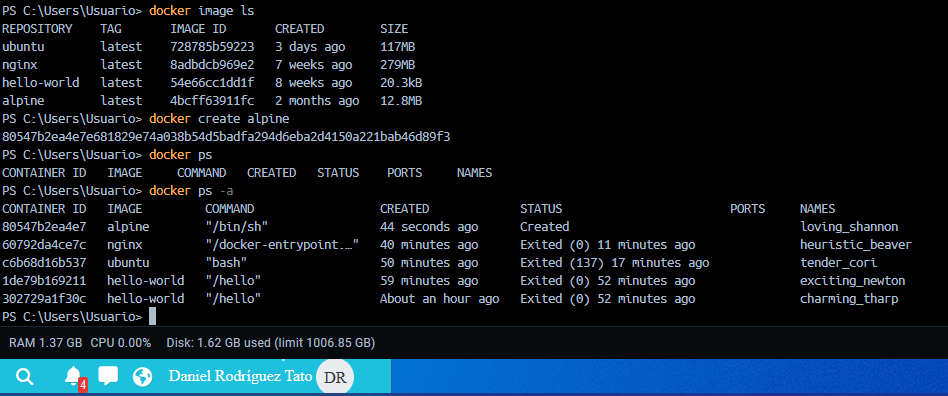 PS C:\Users\Usuario> docker image ls
REPOSITORY TAG IMAGE ID CREATED SIZE
ubuntu latest 728785b59223 3 days ago 117MB
nginx latest 8adbdcb969e2 7 weeks ago 279MB
hello-world latest 54e66cc1dd1f 8 weeks ago 20.3kB
alpine latest 4bcff63911fc 2 months ago 12.8MB
PS C:\Users\Usuario> docker create alpine
80547b2ea4e7e681829e74a038b54d5badfa294d6eba2d4150a221bab46d89f3
PS C:\Users\Usuario> docker ps
CONTAINER ID IMAGE COMMAND CREATED STATUS PORTS NAMES
PS C:\Users\Usuario> docker ps -a
CONTAINER ID IMAGE COMMAND CREATED STATUS PORTS NAMES
80547b2ea4e7 alpine "/bin/sh" 44 seconds ago Created loving_shannon
60792da4ce7c nginx "/docker-entrypoint.…" 40 minutes ago Exited (0) 11 minutes ago heuristic_beaver
c6b68d16b537 ubuntu "bash" 50 minutes ago Exited (137) 17 minutes ago tender_cori
1de79b169211 hello-world "/hello" 59 minutes ago Exited (0) 52 minutes ago exciting_newton
302729a1f30c hello-world "/hello" About an hour ago Exited (0) 52 minutes ago charming_tharp
PS C:\Users\Usuario>
RAM 1.37 GB CPU 0.00% Disk: 1.62 GB used (limit 1006.85 GB)
4 Daniel Rodríguez Tato DR